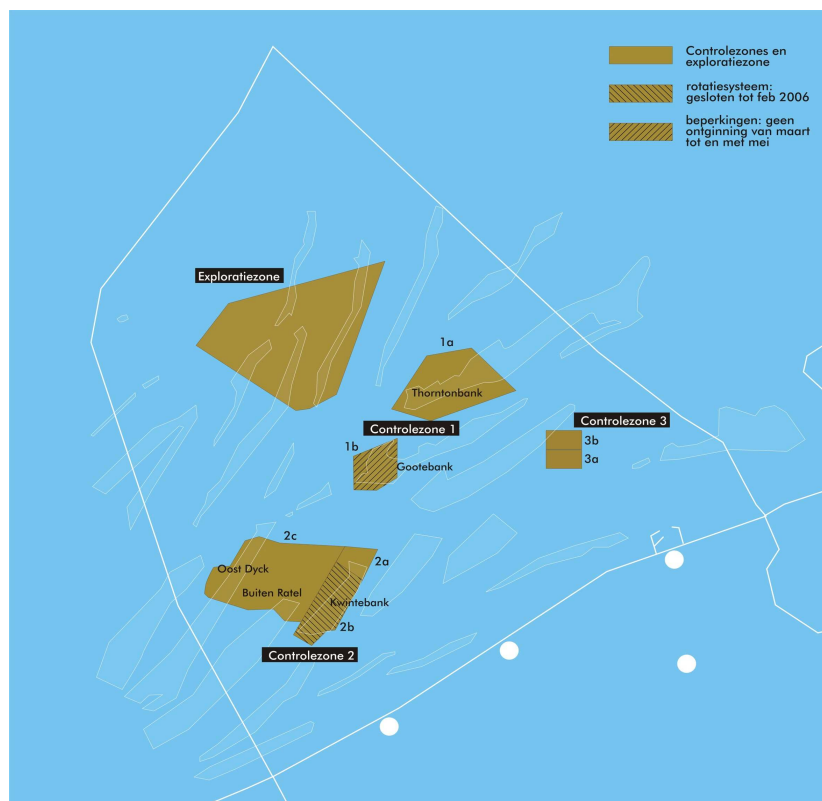 Controlezones en
exploratiezone
rotatiesysteem:
gesloten tot feb 2006
beperkingen: geen
ontginning van maart
tot en met mei
Exploratiezone
1a
Thorntonbank
Controlezone 1
Controlezone 3
1b
3b
Gootebank
3a
2c
2a
Oost Dyck
Buiten Ratel
Kwintebank
2b
Controlezone 2